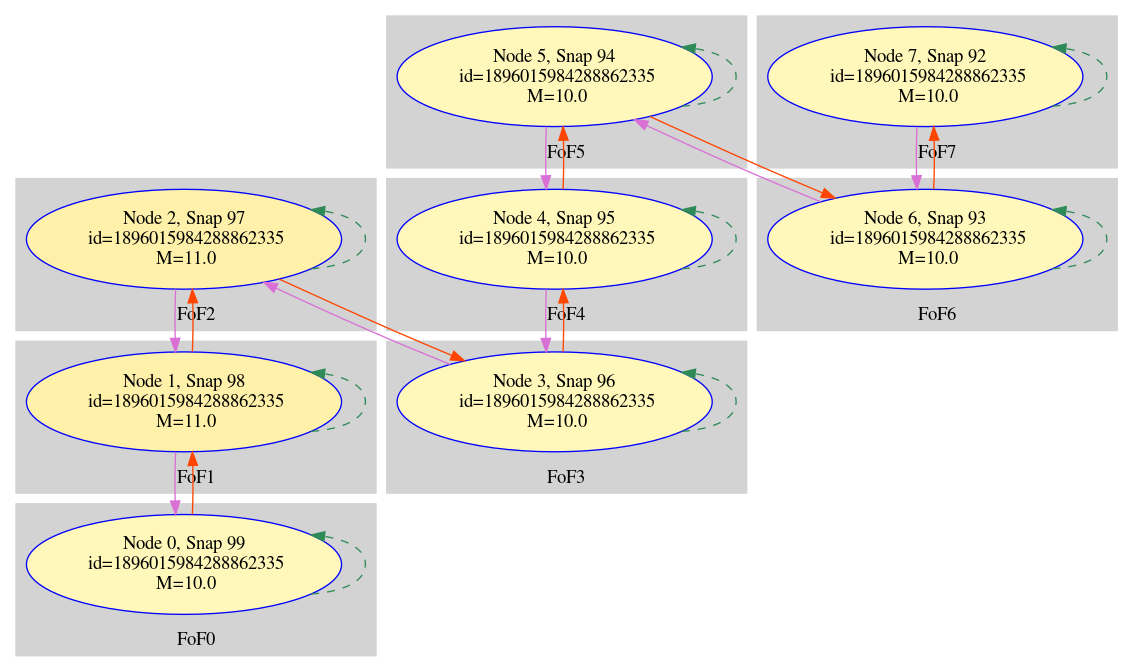 Node 5, Snap 94
id=1896015984288862335
M=10.0
FoF5
Node 7, Snap 92
id=1896015984288862335
M=10.0
FoF7
Node 2, Snap 97
id=1896015984288862335
M=11.0
FoF2
Node 4, Snap 95
id=1896015984288862335
M=10.0
FoF4
Node 6, Snap 93
id=1896015984288862335
M=10.0
FoF6
Node 1, Snap 98
id=1896015984288862335
M=11.0
FoF1
Node 3, Snap 96
id=1896015984288862335
M=10.0
FoF3
Node 0, Snap 99
id=1896015984288862335
M=10.0
FoF0